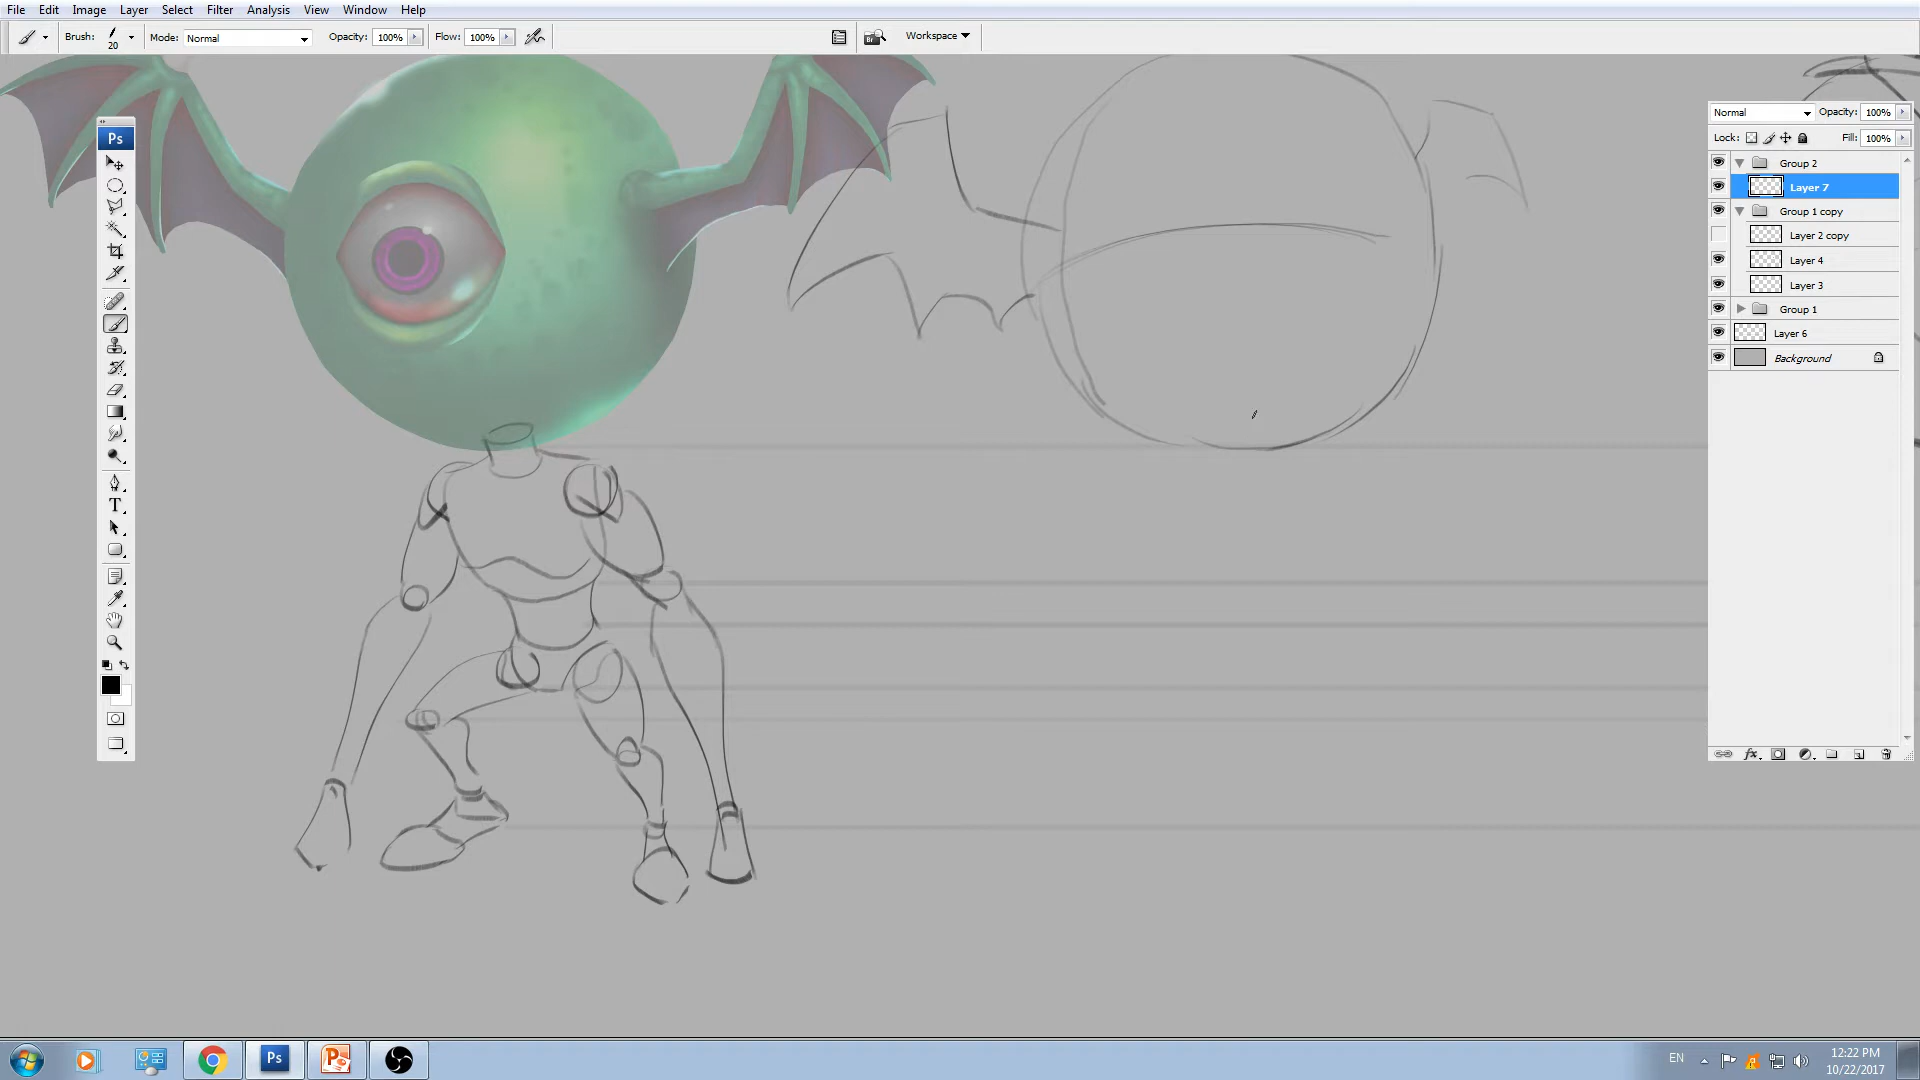 File Edit Image Layer Select Filter Analysis View Window Help
Brush: 20 Mode: Normal Opacity: 100% Flow: 100% Workspace
Ps
Normal Opacity: 100%
Lock: Fill: 100%
Group 2
Layer 7
Group 1 copy
Layer 2 copy
Layer 4
Layer 3
Group 1
Layer 6
Background
T
fx
Ps
P
EN
12:22 PM
10/22/2017